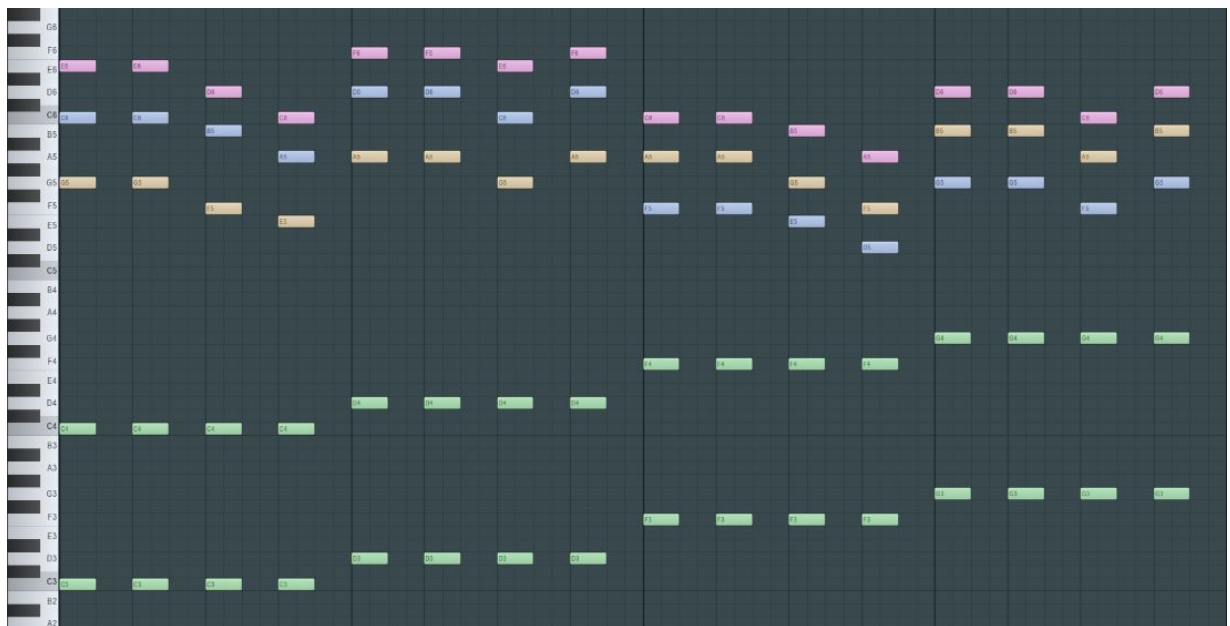 G6
F6 F6 F6 F6
E6 E6 E6 E6
D6 D6 D6 D6 D6 D6 D6 D6
C6 C6 C6 C6 C6 C6 C6 C6
B5 B5 B5 B5 B5 B5
A5 A5 A5 A5 A5 A5 A5 A5 A5
G5 G5 G5 G5 G5 G5 G5 G5
F5 F5 F5 F5 F5 F5
E5 E5 E5
D5 D5
C5
B4
A4
G4 G4 G4 G4 G4
F4 F4 F4 F4 F4
E4
D4 D4 D4 D4 D4
C4 C4 C4 C4 C4
B3
A3
G3 G3 G3 G3 G3
F3 F3 F3 F3 F3
E3
D3 D3 D3 D3 D3
C3 C3 C3 C3 C3
B2
A2